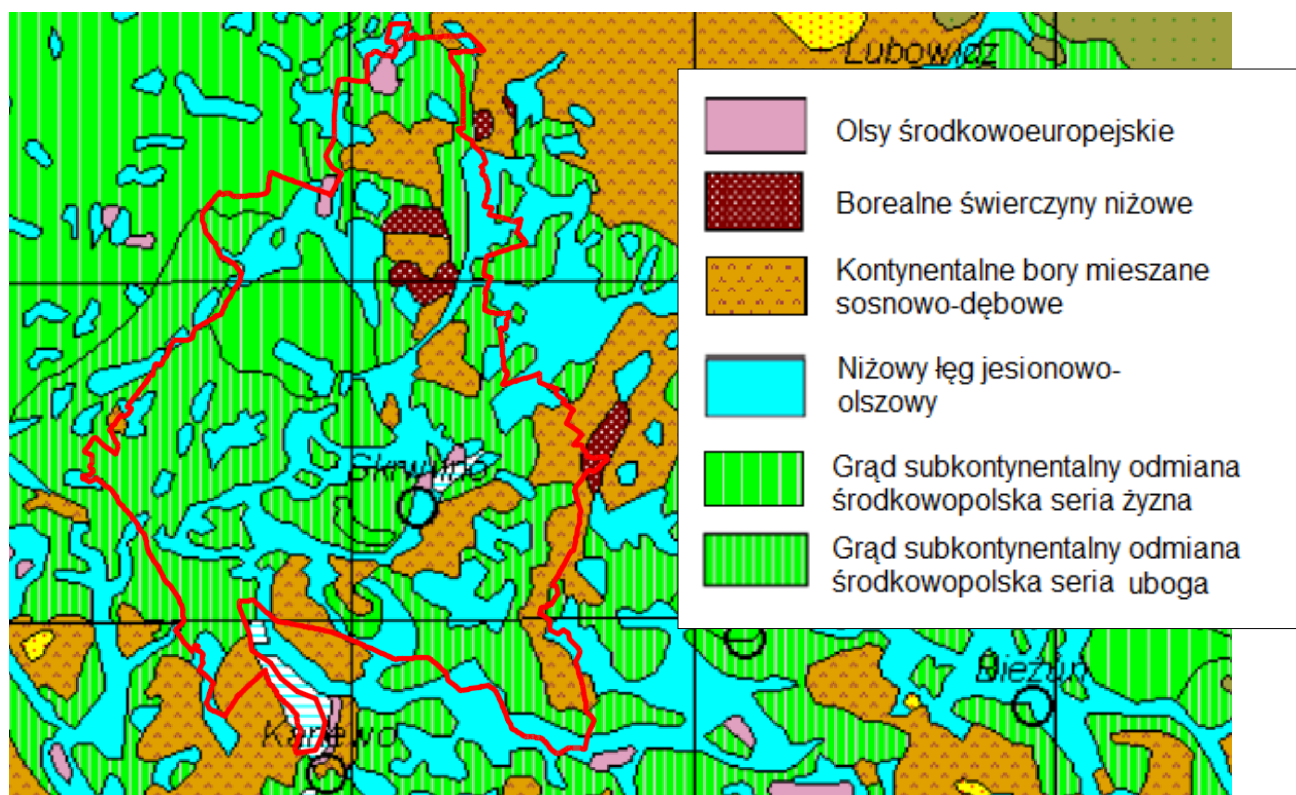 Lubowidz
Olsy środkowoeuropejskie
Borealne świerczyny niżowe
Kontynentalne bory mieszane
sosnowo-dębowe
Niżowy łęg jesionowo-
olszowy
Grąd subkontynentalny odmiana
środkowopolska seria żyzna
Grąd subkontynentalny odmiana
środkowopolska seria uboga
Skrwilno
Bieżuń